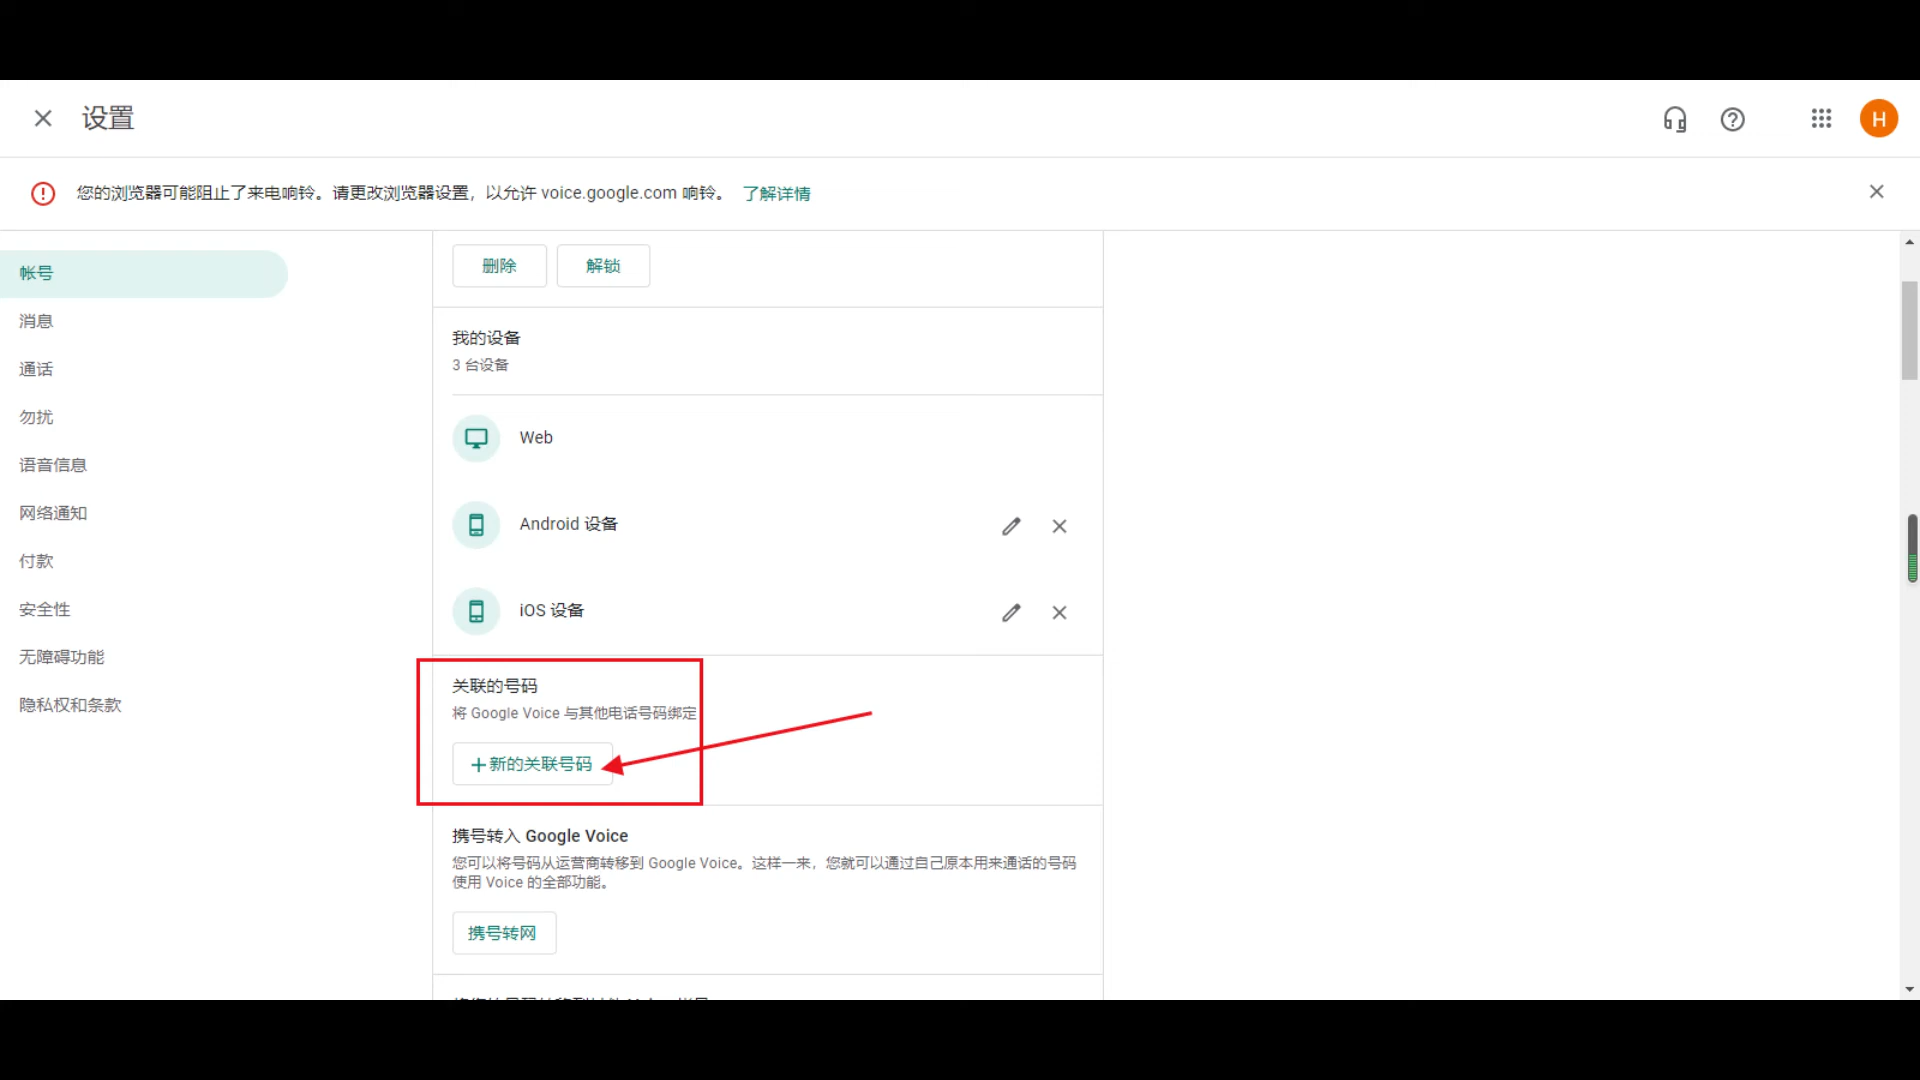 设置
H
您的浏览器可能阻止了来电响铃。请更改浏览器设置，以允许 voice.google.com 响铃。 了解详情
帐号
消息
通话
勿扰
语音信息
网络通知
付款
安全性
无障碍功能
隐私权和条款
删除 解锁
我的设备
3 台设备
Web
Android 设备
iOS 设备
关联的号码
将 Google Voice 与其他电话号码绑定
+新的关联号码
携号转入 Google Voice
您可以将号码从运营商转移到 Google Voice。这样一来，您就可以通过自己原本用来通话的号码
使用 Voice 的全部功能。
携号转网